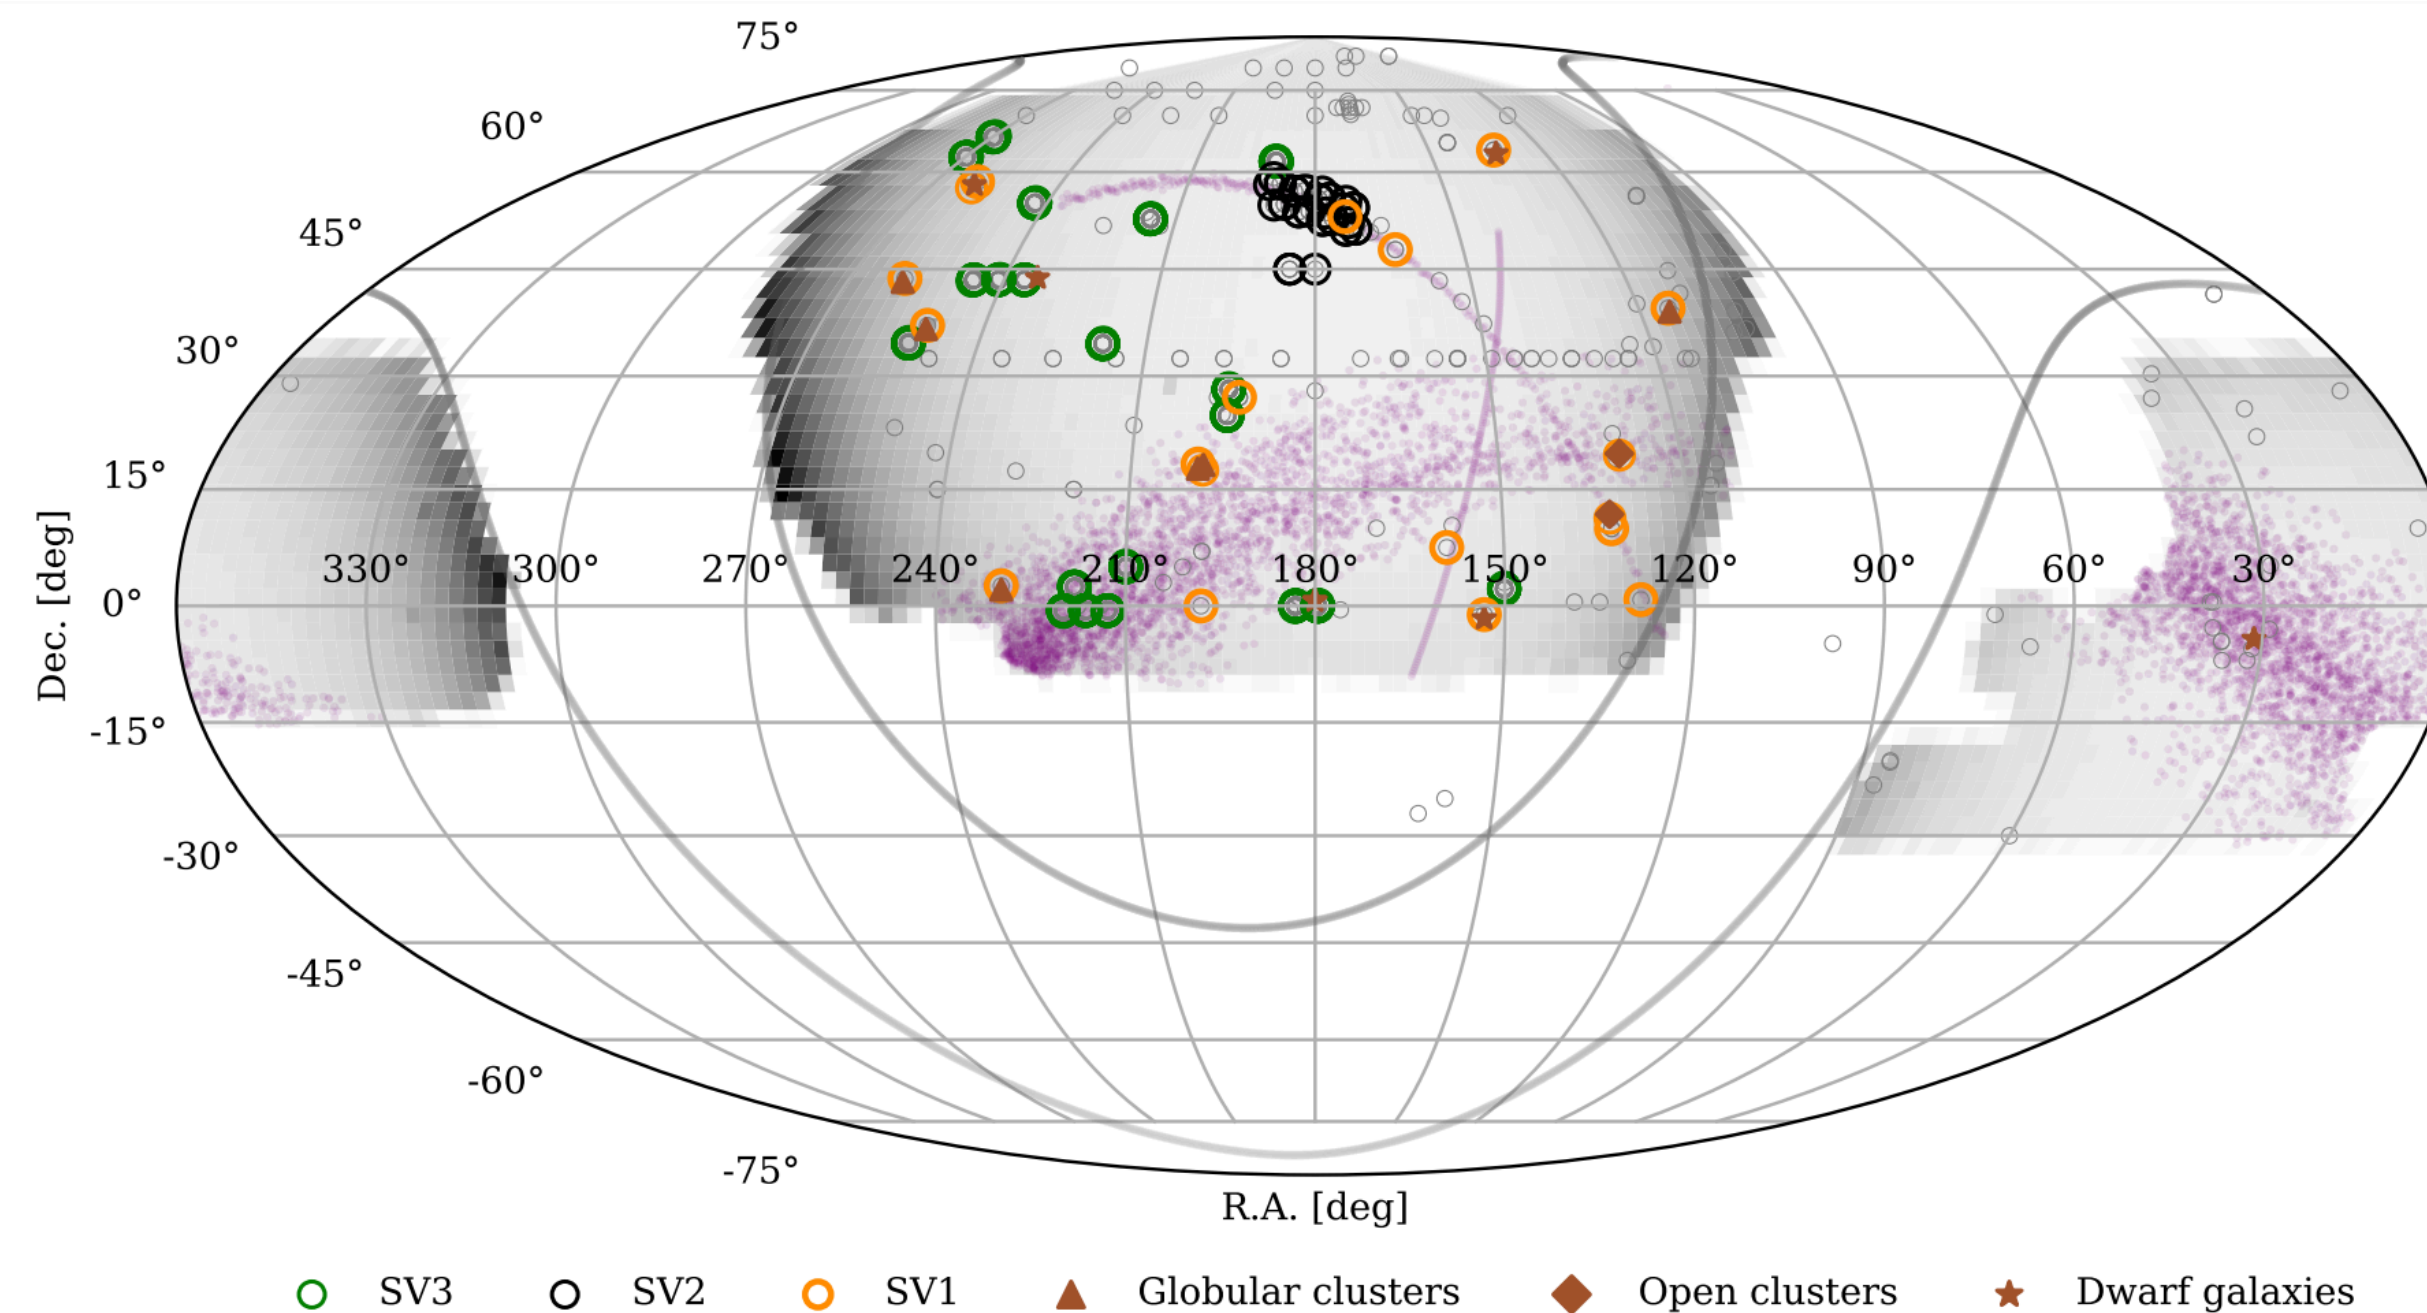 75°
60°
45°
30°
15°
330° 300° 270° 240° 210° 180° 150° 120° 90° 60° 30°
0°
-15°
-30°
-45°
-60°
-75°
Dec. [deg]
R.A. [deg]
SV3 SV2 SV1 Globular clusters Open clusters Dwarf galaxies